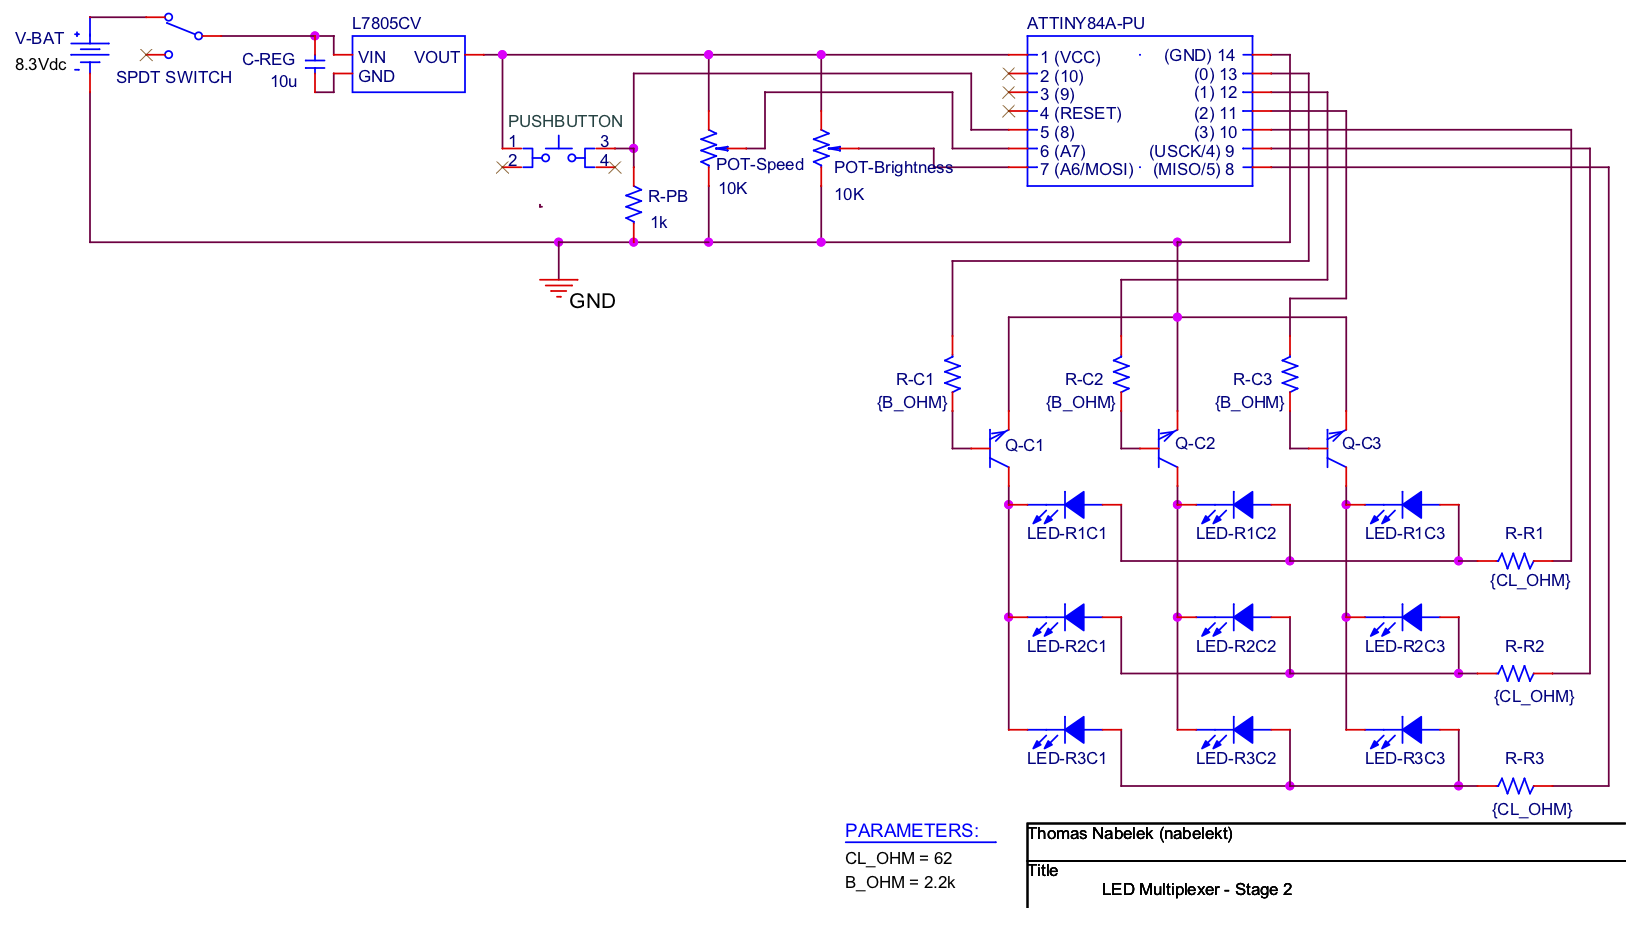 V-BAT
8.3Vdc
+
-
SPDT SWITCH
C-REG
10u
L7805CV
VIN
GND
VOUT
PUSHBUTTON
1
2
3
4
R-PB
1k
POT-Speed
10K
POT-Brightness
10K
GND
ATTINY84A-PU
1 (VCC)
2 (10)
3 (9)
4 (RESET)
5 (8)
6 (A7)
7 (A6/MOSI)
(GND) 14
(0) 13
(1) 12
(2) 11
(3) 10
(USCK/4) 9
(MISO/5) 8
R-C1
{B_OHM}
R-C2
{B_OHM}
R-C3
{B_OHM}
Q-C1
Q-C2
Q-C3
LED-R1C1
LED-R1C2
LED-R1C3
R-R1
{CL_OHM}
LED-R2C1
LED-R2C2
LED-R2C3
R-R2
{CL_OHM}
LED-R3C1
LED-R3C2
LED-R3C3
R-R3
{CL_OHM}
PARAMETERS:
CL_OHM = 62
B_OHM = 2.2k
Thomas Nabelek (nabelekt)
Title
LED Multiplexer - Stage 2